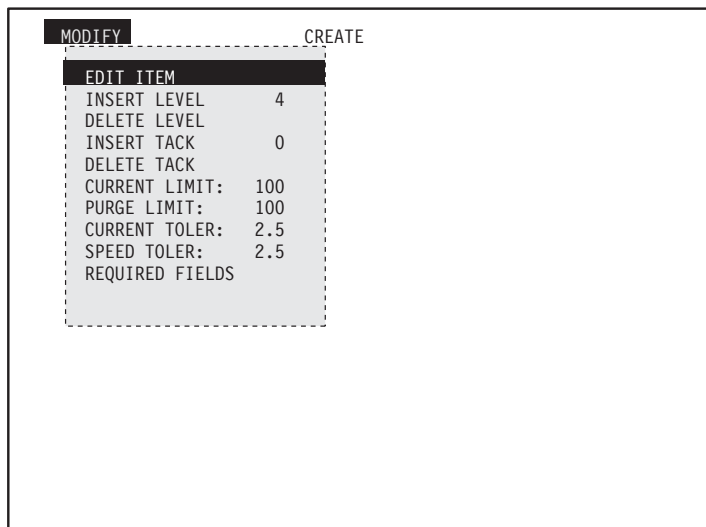 MODIFY CREATE
EDIT ITEM
INSERT LEVEL 4
DELETE LEVEL
INSERT TACK 0
DELETE TACK
CURRENT LIMIT: 100
PURGE LIMIT: 100
CURRENT TOLER: 2.5
SPEED TOLER: 2.5
REQUIRED FIELDS